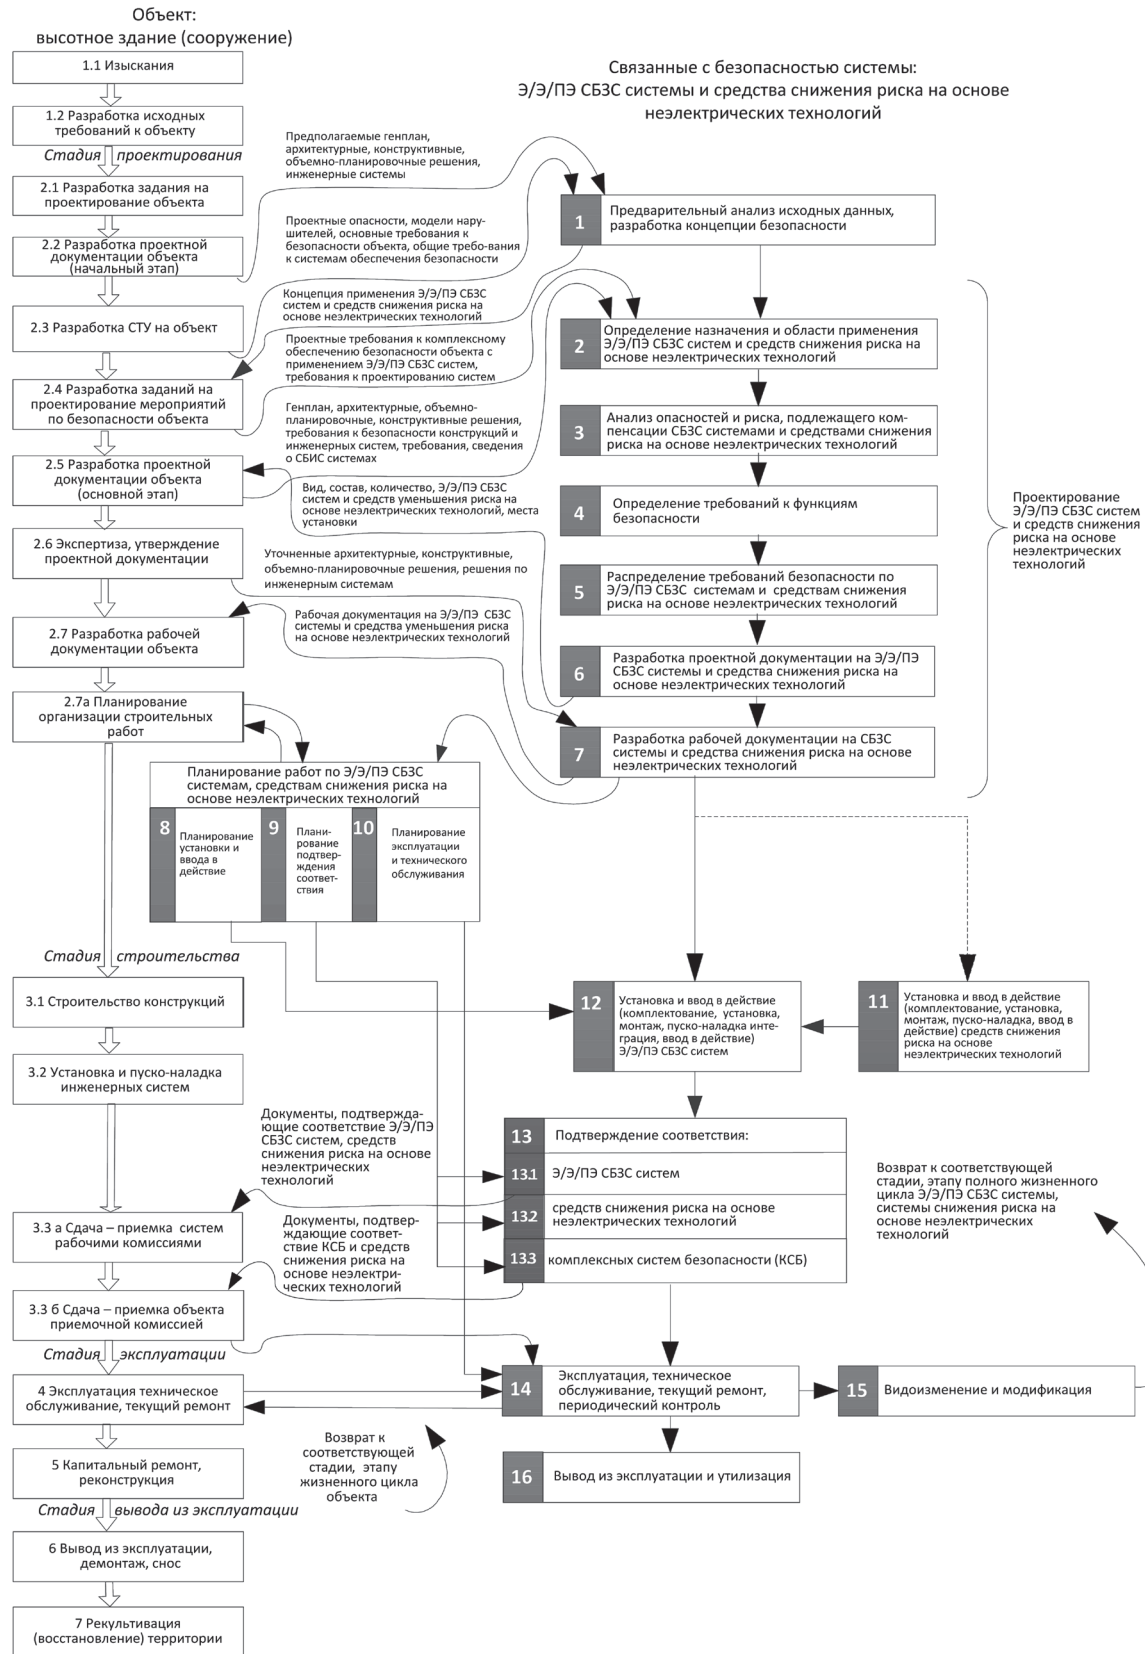 Объект:
высотное здание (сооружение)
1.1 Изыскания
1.2 Разработка исходных
требований к объекту
Стадия проектирования
2.1 Разработка задания на
проектирование объекта
2.2 Разработка проектной
документации объекта
(начальный этап)
2.3 Разработка СТУ на объект
2.4 Разработка заданий на
проектирование мероприятий
по безопасности объекта
2.5 Разработка проектной
документации объекта
(основной этап)
2.6 Экспертиза, утверждение
проектной документации
2.7 Разработка рабочей
документации объекта
2.7а Планирование
организации строительных
работ
Стадия строительства
3.1 Строительство конструкций
3.2 Установка и пуско-наладка
инженерных систем
3.3 а Сдача – приемка систем
рабочими комиссиями
3.3 б Сдача – приемка объекта
приемочной комиссией
Стадия эксплуатации
4 Эксплуатация техническое
обслуживание, текущий ремонт
5 Капитальный ремонт,
реконструкция
Стадия вывода из эксплуатации
6 Вывод из эксплуатации,
демонтаж, снос
7 Рекультивация
(восстановление) территории
Предполагаемые генплан,
архитектурные, конструктивные,
объемно-планировочные решения,
инженерные системы
Проектные опасности, модели нару-
шителей, основные требования к
безопасности объекта, общие требо-вания
к системам обеспечения безопасности
Концепция применения Э/Э/ПЭ СБЗС
систем и средств снижения риска на
основе неэлектрических технологий
Проектные требования к комплексному
обеспечению безопасности объекта с
применением Э/Э/ПЭ СБЗС систем,
требования к проектированию систем
Генплан, архитектурные, объемно-
планировочные, конструктивные решения,
требования к безопасности конструкций и
инженерных систем, требования, сведения
о СБИС системах
Вид, состав, количество, Э/Э/ПЭ СБЗС
систем и средств уменьшения риска на
основе неэлектрических технологий, места
установки
Уточненные архитектурные, конструктивные,
объемно-планировочные решения, решения по
инженерным системам
Рабочая документация на Э/Э/ПЭ СБЗС
системы и средства уменьшения риска
на основе неэлектрических технологий
Планирование работ по Э/Э/ПЭ СБЗС
системам, средствам снижения риска на
основе неэлектрических технологий
8
Планирование
установки и
ввода в
действие
9
Плани-
рование
подтвер-
ждения
соответ-
ствия
10
Планирование
эксплуатации
и технического
обслуживания
Документы, подтвержда-
ющие соответствие Э/Э/ПЭ
СБЗС систем, средств
снижения риска на основе
неэлектрических
технологий
Документы, подтвер-
ждающие соответ-
ствие КСБ и средств
снижения риска на
основе неэлектри-
ческих технологий
Возврат к
соответствующей
стадии, этапу
жизненного цикла
объекта
Связанные с безопасностью системы:
Э/Э/ПЭ СБЗС системы и средства снижения риска на основе
неэлектрических технологий
1
Предварительный анализ исходных данных,
разработка концепции безопасности
2
Определение назначения и области применения
Э/Э/ПЭ СБЗС систем и средств снижения риска на
основе неэлектрических технологий
3
Анализ опасностей и риска, подлежащего ком-
пенсации СБЗС системами и средствами снижения
риска на основе неэлектрических технологий
4
Определение требований к функциям
безопасности
5
Распределение требований безопасности по
Э/Э/ПЭ СБЗС системам и средствам снижения
риска на основе неэлектрических технологий
6
Разработка проектной документации на Э/Э/ПЭ
СБЗС системы и средства снижения риска на
основе неэлектрических технологий
7
Разработка рабочей документации на СБЗС
системы и средства снижения риска на основе
неэлектрических технологий
Проектирование
Э/Э/ПЭ СБЗС систем
и средств снижения
риска на основе
неэлектрических
технологий
12
Установка и ввод в действие
(комплектование, установка,
монтаж, пуско-наладка инте-
грация, ввод в действие)
Э/Э/ПЭ СБЗС систем
11
Установка и ввод в действие
(комплектование, установка,
монтаж, пуско-наладка, ввод в
действие) средств снижения
риска на основе
неэлектрических технологий
13
Подтверждение соответствия:
13.1
Э/Э/ПЭ СБЗС систем
13.2
средств снижения риска на основе
неэлектрических технологий
13.3
комплексных систем безопасности (КСБ)
Возврат к соответствующей
стадии, этапу полного жизненного
цикла Э/Э/ПЭ СБЗС системы,
системы снижения риска на
основе неэлектрических
технологий
14
Эксплуатация, техническое
обслуживание, текущий ремонт,
периодический контроль
15
Видоизменение и модификация
16
Вывод из эксплуатации и утилизация